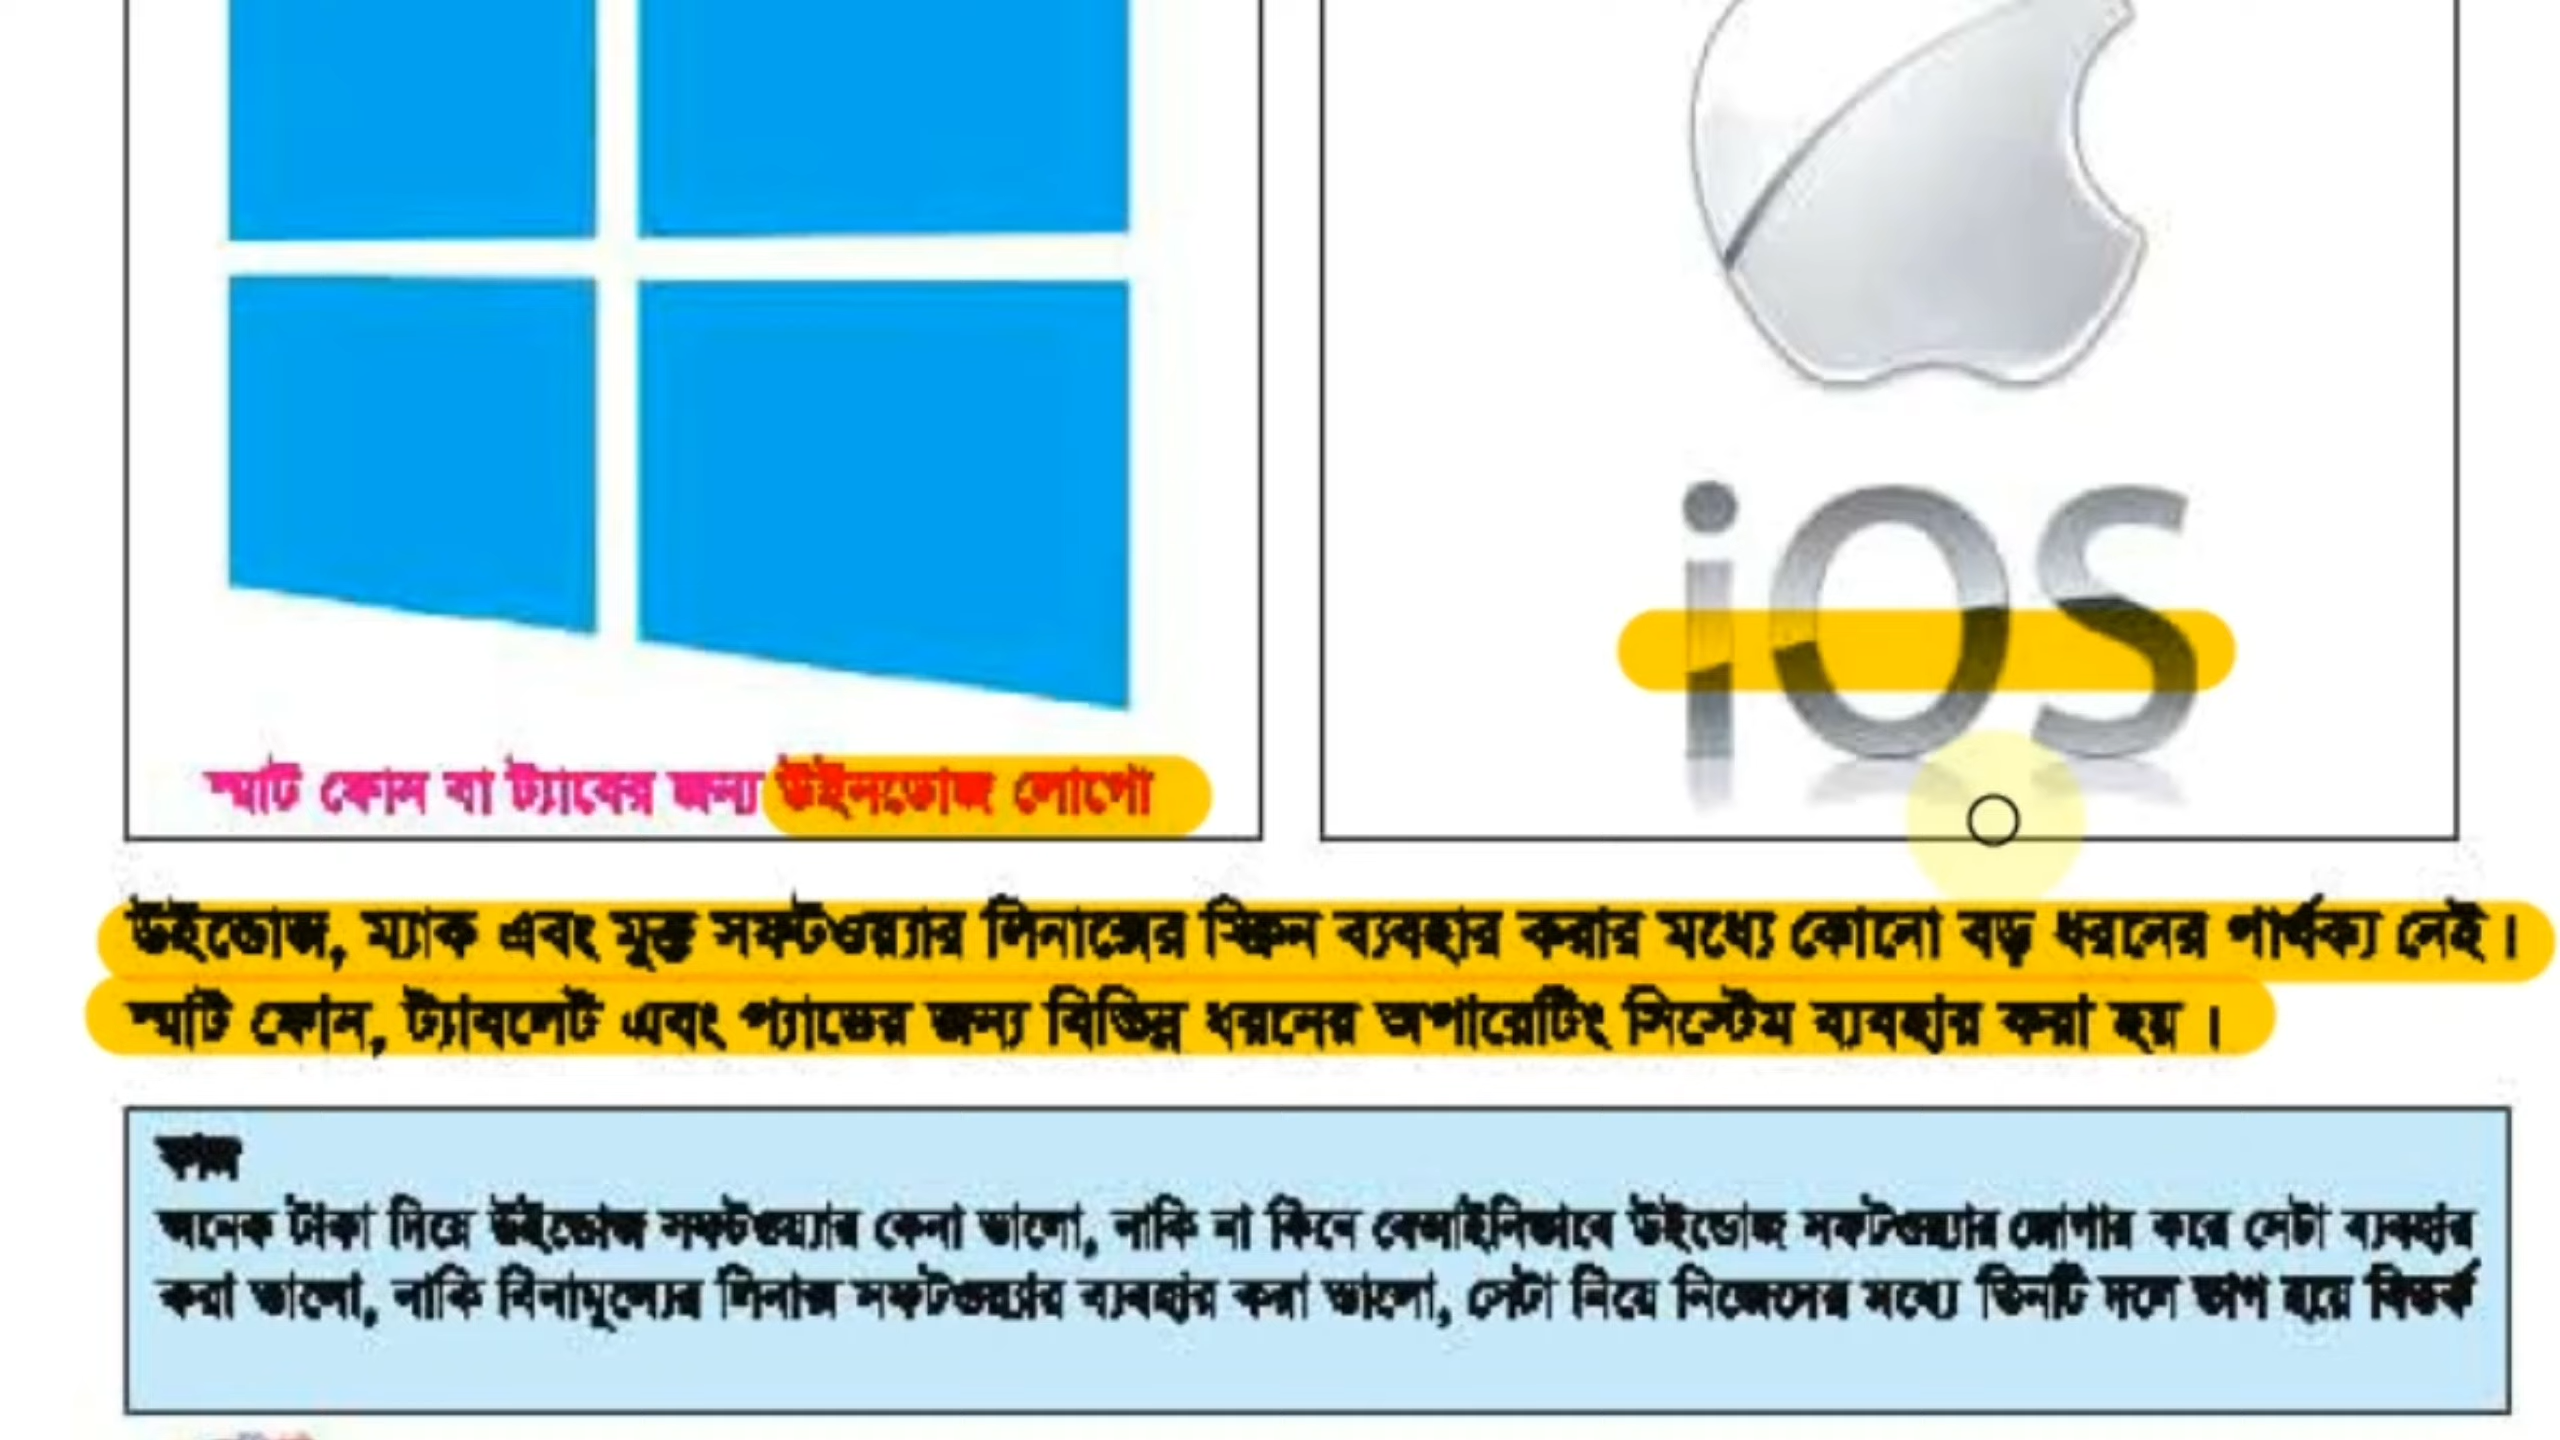 iOS
স্মার্ট ফোন বা ট্যাবের জন্য উইনডোজ লোগো
উইন্ডোজ, ম্যাক এবং মুক্ত সফটওয়্যার লিনাক্সের স্ক্রিন ব্যবহার করার মধ্যে কোনো বড় ধরনের পার্থক্য নেই।
স্মার্ট ফোন, ট্যাবলেট এবং প্যাডের জন্য বিভিন্ন ধরনের অপারেটিং সিস্টেম ব্যবহার করা হয়।
কাজ
অনেক টাকা দিয়ে উইন্ডোজ সফটওয়্যার কেনা ভালো, নাকি না কিনে বেআইনিভাবে উইন্ডোজ সফটওয়্যার জোগার করে সেটা ব্যবহার
করা ভালো, নাকি বিনামূল্যের লিনাক্স সফটওয়্যার ব্যবহার করা ভালো, সেটা নিয়ে নিজেদের মধ্যে তিনটি দলে ভাগ হয়ে বিতর্ক